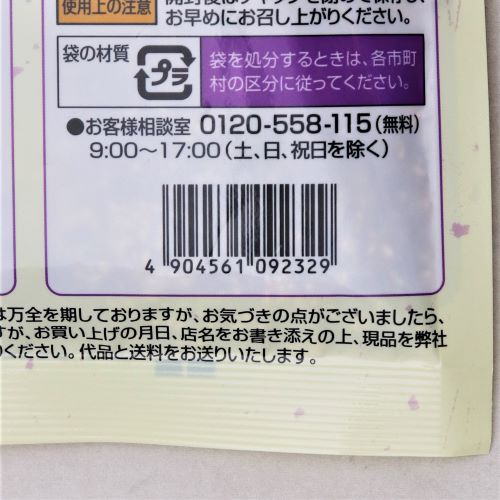 使用上の注意
お早めにお召し上がりください。
袋の材質
プラ
袋を処分するときは、各市町
村の区分に従ってください。
●お客様相談室 0120-558-115(無料)
9:00〜17:00(土、日、祝日を除く)
4 904561 092329
は万全を期しておりますが、お気づきの点がございましたら、
すが、お買い上げの月日、店名をお書き添えの上、現品を弊社
ください。代品と送料をお送りいたします。